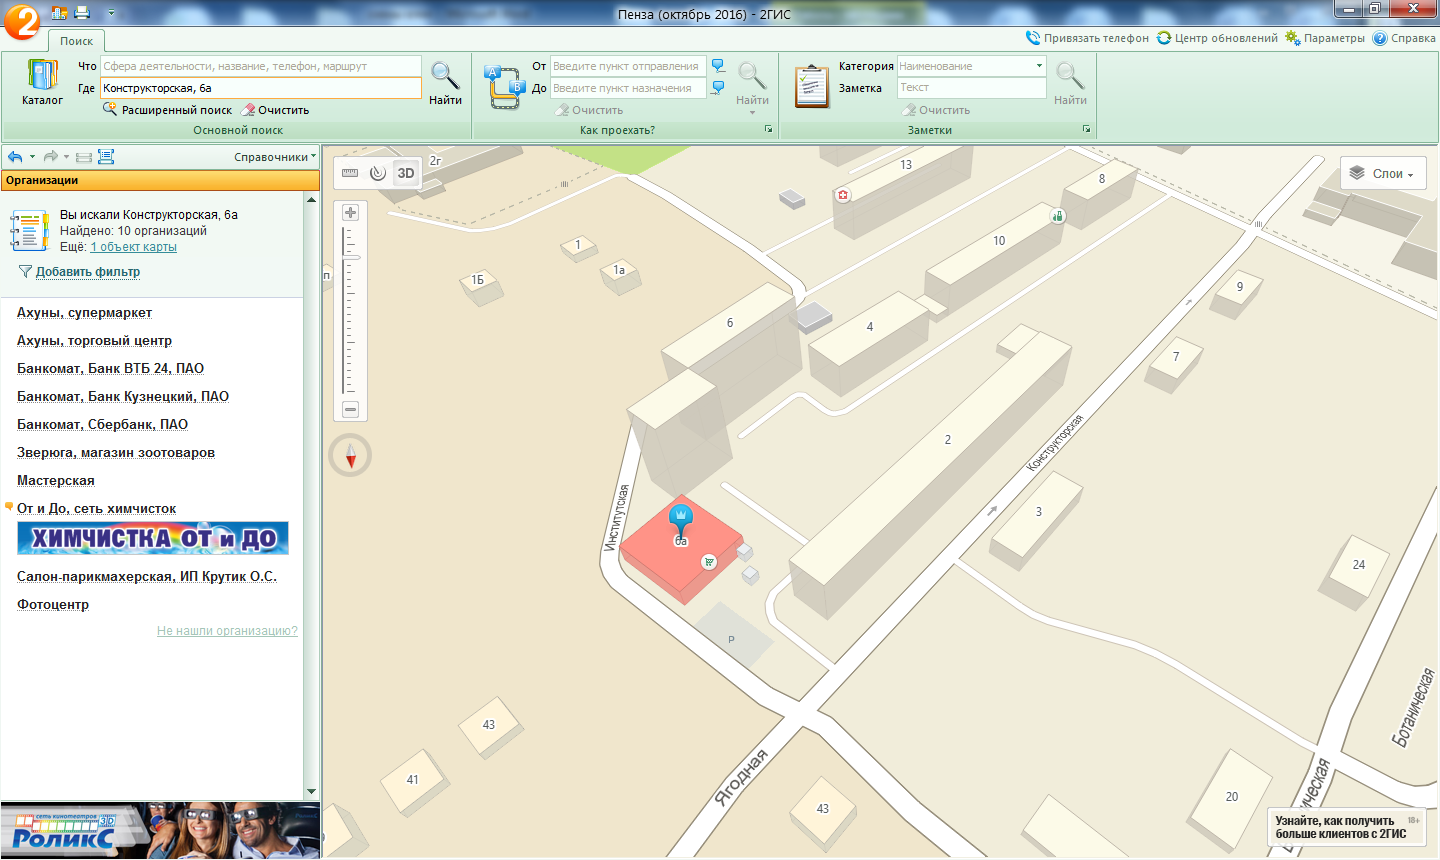 Пенза (октябрь 2016) - 2ГИС
Поиск
Привязать телефон
Центр обновлений
Параметры
Справка
Каталог
Что
Сфера деятельности, название, телефон, маршрут
Где
Конструкторская, 6а
Расширенный поиск
Очистить
Найти
Основной поиск
От
Введите пункт отправления
До
Введите пункт назначения
Очистить
Найти
Как проехать?
Категория
Наименование
Заметка
Текст
Очистить
Найти
Заметки
Справочники
Организации
Вы искали Конструкторская, 6а
Найдено: 10 организаций
Ещё: 1 объект карты
Добавить фильтр
Ахуны, супермаркет
Ахуны, торговый центр
Банкомат, Банк ВТБ 24, ПАО
Банкомат, Банк Кузнецкий, ПАО
Банкомат, Сбербанк, ПАО
Зверюга, магазин зоотоваров
Мастерская
От и До, сеть химчисток
ХИМЧИСТКА ОТ и ДО
Салон-парикмахерская, ИП Крутик О.С.
Фотоцентр
Не нашли организацию?
сеть кинотеатров
3D
РОЛИКС
3D
Слои
2г
13
8
10
1
1а
1Б
п
6
4
9
7
2
3
24
6а
P
43
41
43
20
Институтская
Конструкторская
Ягодная
Ботаническая
Узнайте, как получить
больше клиентов с 2ГИС
18+